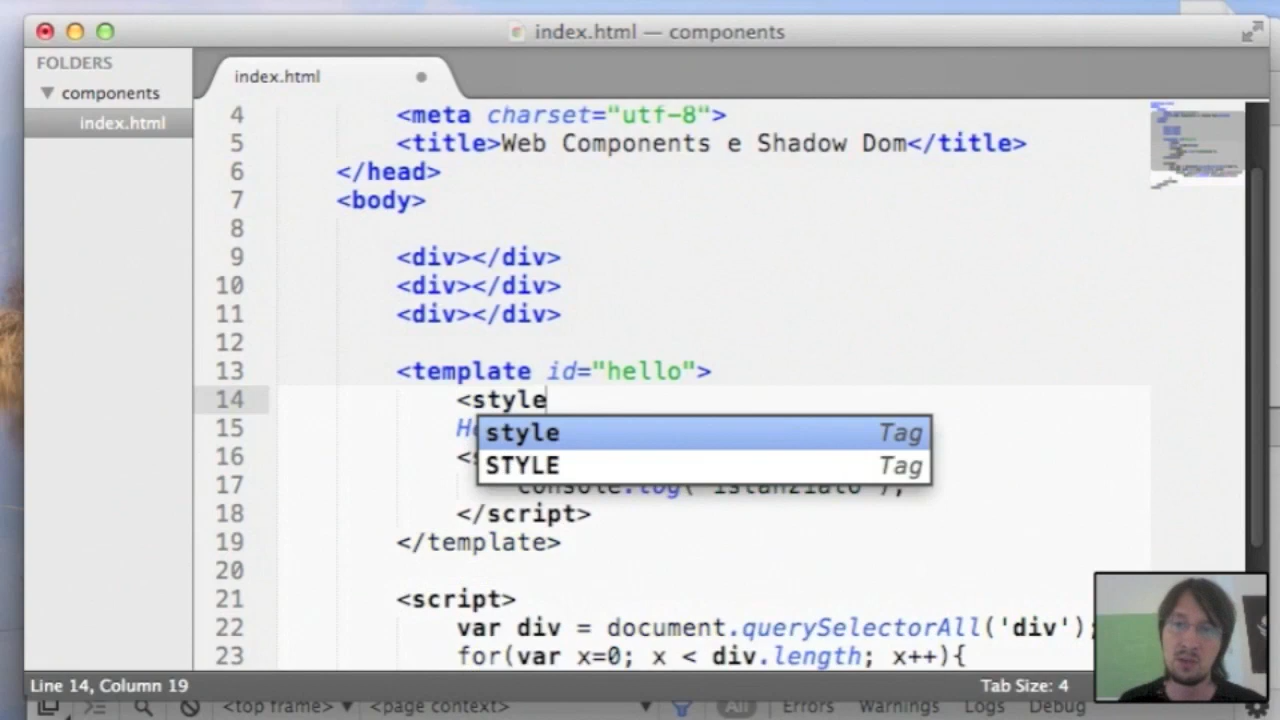 index.html — components
FOLDERS
components
index.html
index.html
4 <meta charset="utf-8">
5 <title>Web Components e Shadow Dom</title>
6 </head>
7 <body>
8
9 <div></div>
10 <div></div>
11 <div></div>
12
13 <template id="hello">
14 <style
style Tag
STYLE Tag
15
16
17 console.log("istanziato");
18 </script>
19 </template>
20
21 <script>
22 var div = document.querySelectorAll('div');
23 for(var x=0; x < div.length; x++){
Line 14, Column 19
Tab Size: 4
<top frame> <page context> All Errors Warnings Logs Debug